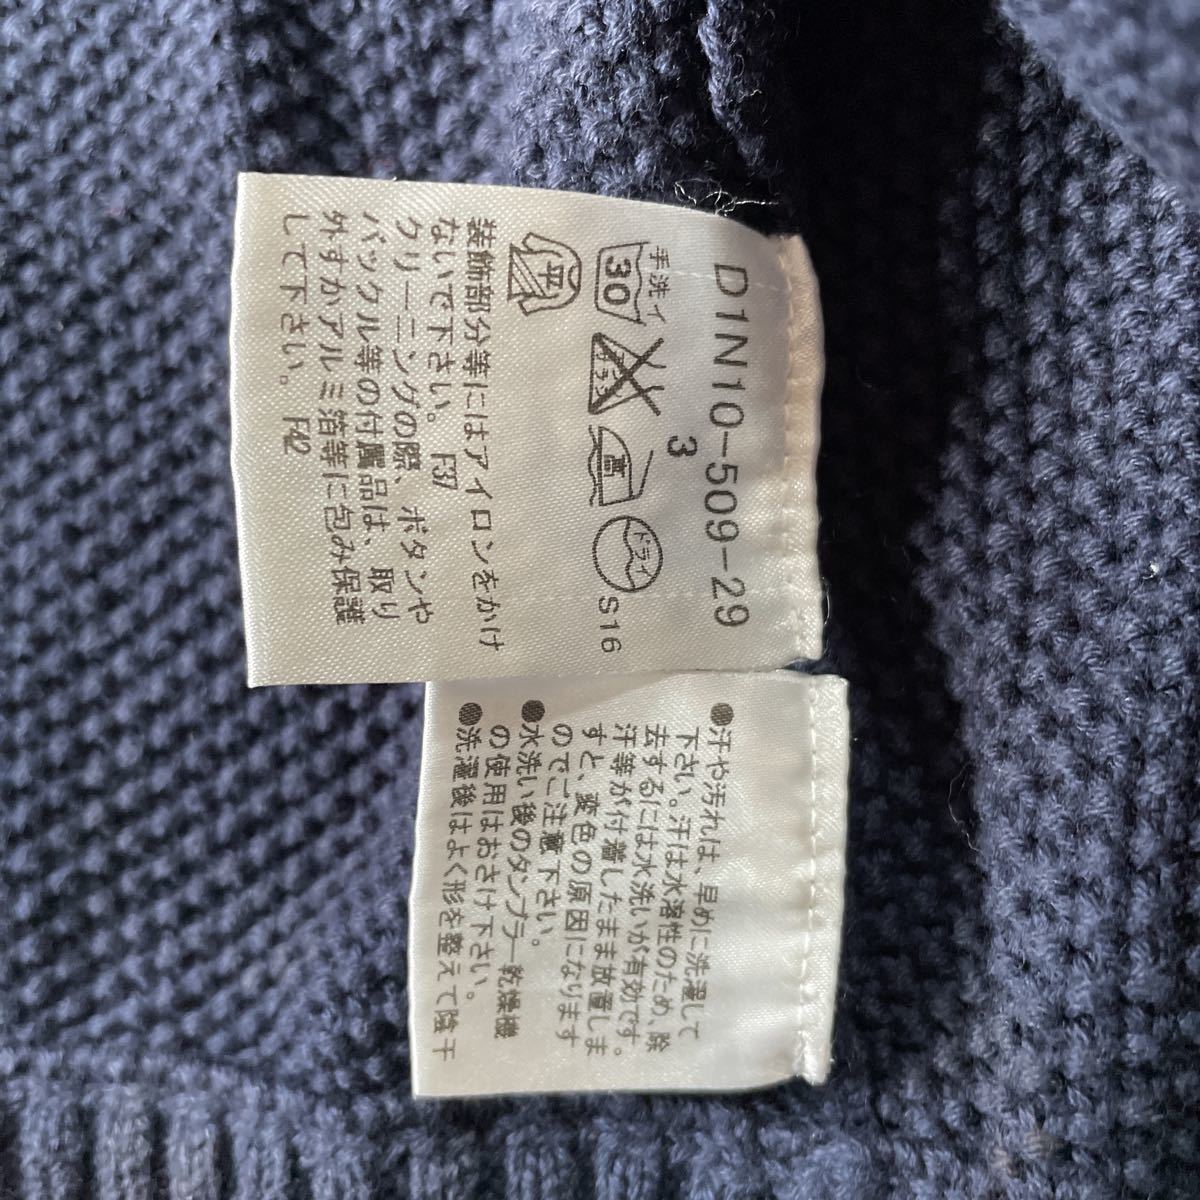 D1N10-509-29
3
手洗イ
30
エンソサラシ
高
ドライ
S16
平
装飾部分等にはアイロンをかけ
ないで下さい。 F37
クリーニングの際、ボタンや
バックル等の付属品は、取り
外すかアルミ箔等に包み保護
して下さい。 F42
●汗や汚れは、早めに洗濯して
下さい。汗は水溶性のため、除
去するには水洗いが有効です。
汗等が付着したまま放置しま
すと、変色の原因になります
のでご注意下さい。
●水洗い後のタンブラー乾燥機
の使用はおさけ下さい。
●洗濯後はよく形を整えて陰干